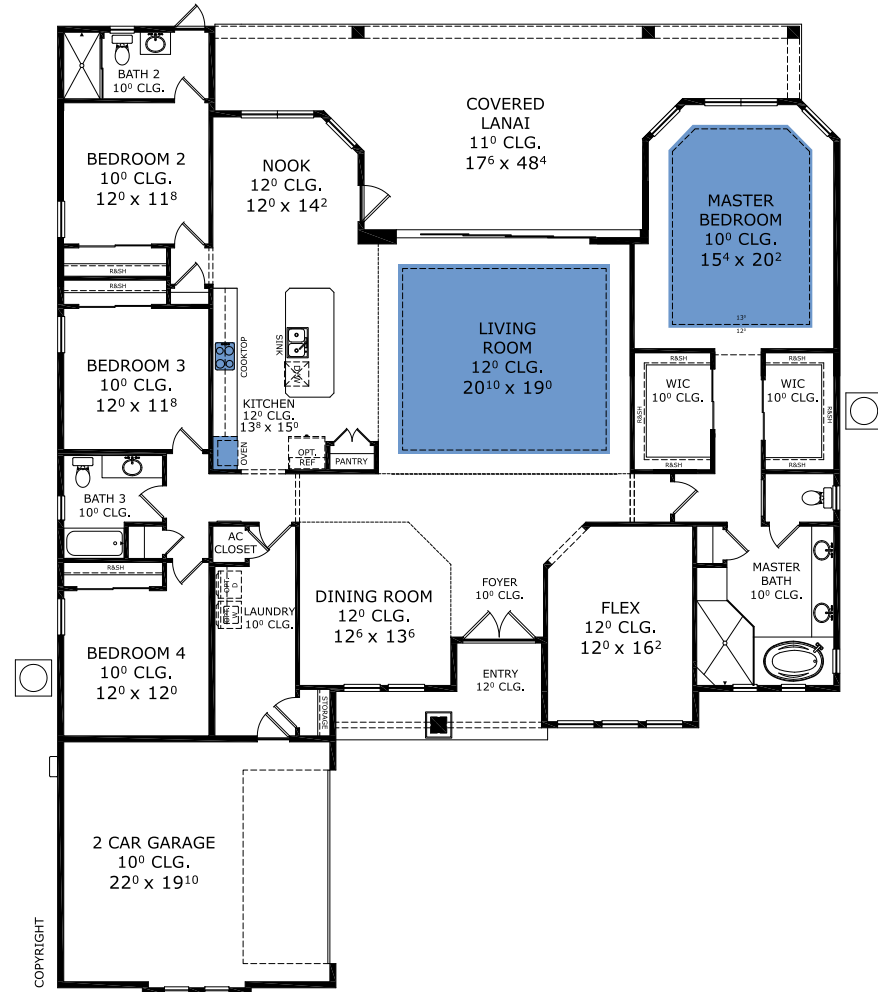 BATH 2
10⁰ CLG.
COVERED
LANAI
11⁰ CLG.
17⁶ x 48⁴
BEDROOM 2
10⁰ CLG.
12⁰ x 11⁸
NOOK
12⁰ CLG.
12⁰ x 14²
MASTER
BEDROOM
10⁰ CLG.
15⁴ x 20²
R&SH
R&SH
13⁰
12⁰
COOKTOP
SINK
D/W
LIVING
ROOM
12⁰ CLG.
20¹⁰ x 19⁰
BEDROOM 3
10⁰ CLG.
12⁰ x 11⁸
R&SH
WIC
10⁰ CLG.
R&SH
R&SH
R&SH
WIC
10⁰ CLG.
R&SH
R&SH
KITCHEN
12⁰ CLG.
13⁸ x 15⁰
OVEN
OPT.
REF
PANTRY
BATH 3
10⁰ CLG.
AC
CLOSET
R&SH
OPT.
D
OPT.
W
LAUNDRY
10⁰ CLG.
DINING ROOM
12⁰ CLG.
12⁶ x 13⁶
FOYER
10⁰ CLG.
FLEX
12⁰ CLG.
12⁰ x 16²
MASTER
BATH
10⁰ CLG.
BEDROOM 4
10⁰ CLG.
12⁰ x 12⁰
ENTRY
12⁰ CLG.
STORAGE
2 CAR GARAGE
10⁰ CLG.
22⁰ x 19¹⁰
COPYRIGHT